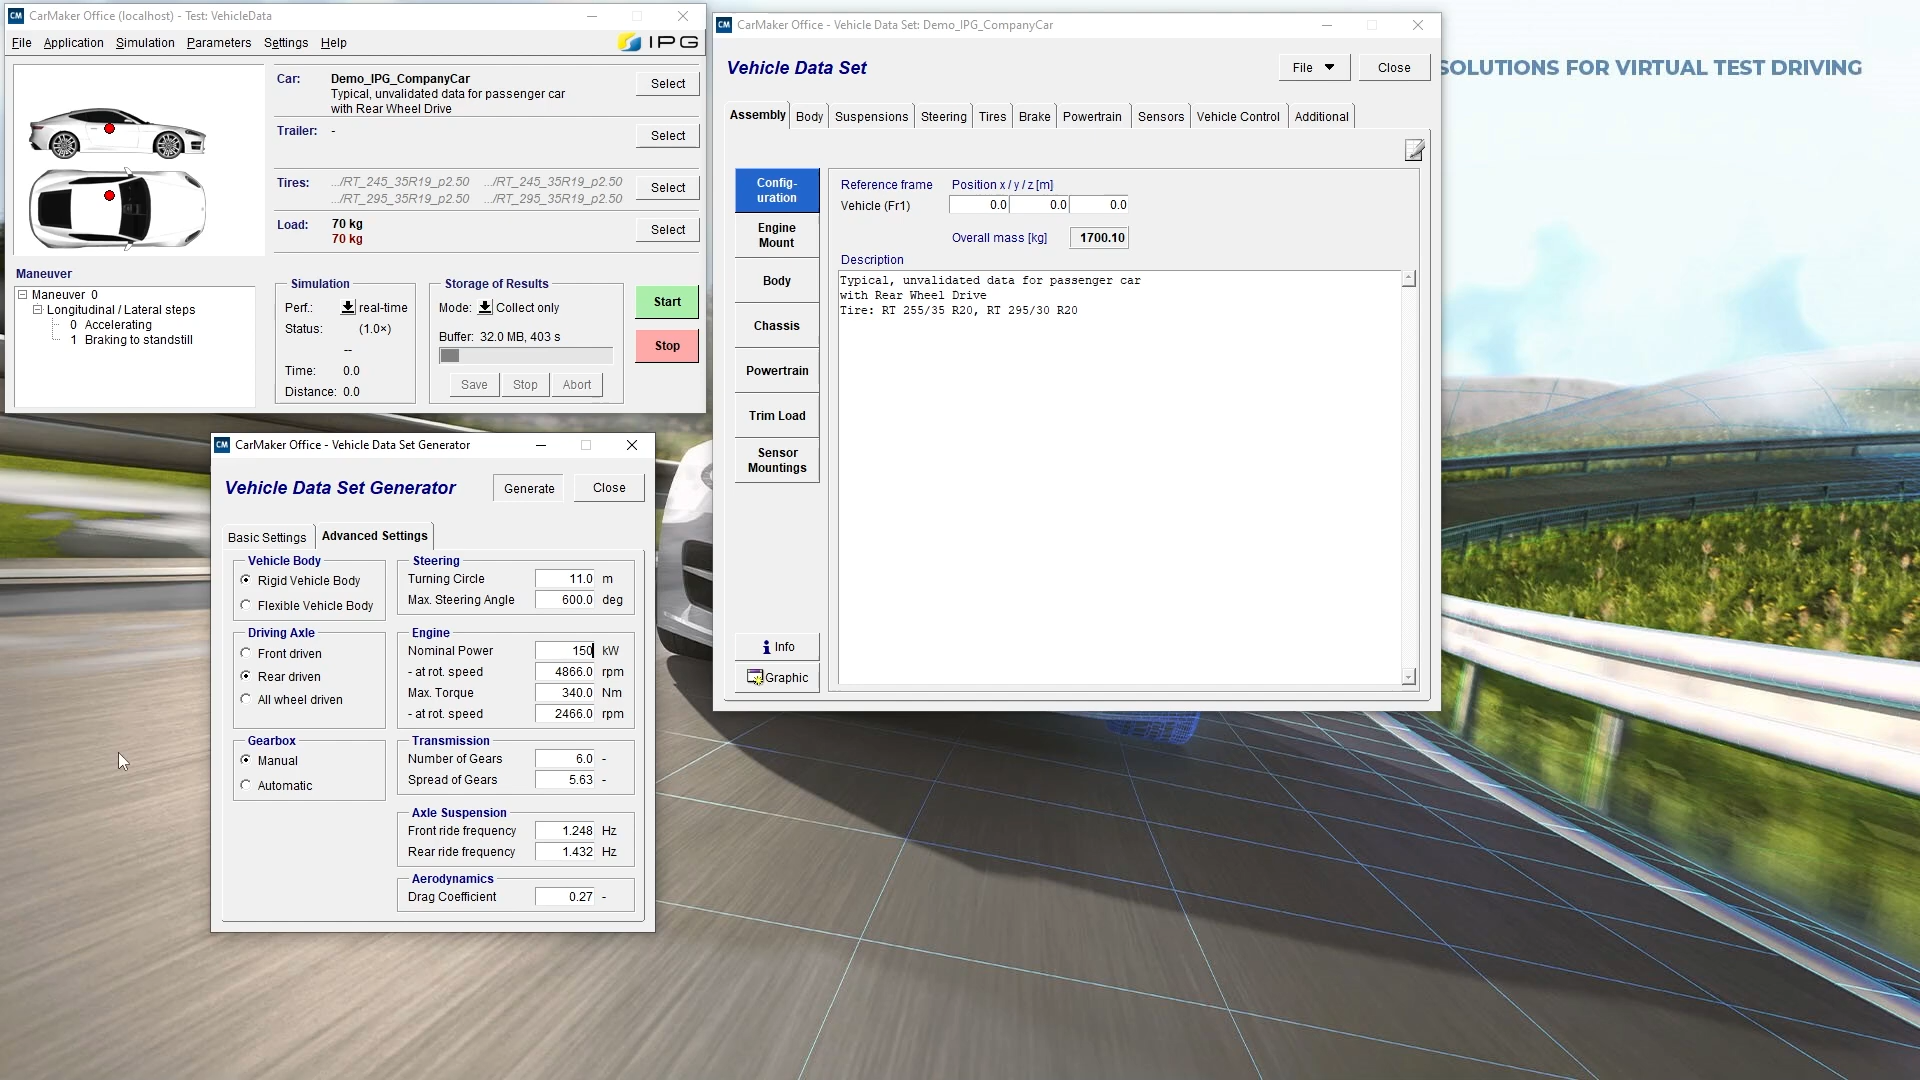 CM CarMaker Office (localhost) - Test: VehicleData
File Application Simulation Parameters Settings Help
IPG
Car: Demo_IPG_CompanyCar
Typical, unvalidated data for passenger car
with Rear Wheel Drive
Select
Trailer: -
Select
Tires: .../RT_245_35R19_p2.50 .../RT_245_35R19_p2.50
.../RT_295_35R19_p2.50 .../RT_295_35R19_p2.50
Select
Load: 70 kg
70 kg
Select
Maneuver
Maneuver 0
Longitudinal / Lateral steps
0 Accelerating
1 Braking to standstill
Simulation
Perf.: real-time
Status: (1.0×)
--
Time: 0.0
Distance: 0.0
Storage of Results
Mode: Collect only
Buffer: 32.0 MB, 403 s
Save Stop Abort
Start
Stop
CM CarMaker Office - Vehicle Data Set Generator
Vehicle Data Set Generator
Generate Close
Basic Settings Advanced Settings
Vehicle Body
Rigid Vehicle Body
Flexible Vehicle Body
Driving Axle
Front driven
Rear driven
All wheel driven
Gearbox
Manual
Automatic
Steering
Turning Circle 11.0 m
Max. Steering Angle 600.0 deg
Engine
Nominal Power 150 kW
- at rot. speed 4866.0 rpm
Max. Torque 340.0 Nm
- at rot. speed 2466.0 rpm
Transmission
Number of Gears 6.0 -
Spread of Gears 5.63 -
Axle Suspension
Front ride frequency 1.248 Hz
Rear ride frequency 1.432 Hz
Aerodynamics
Drag Coefficient 0.27 -
CM CarMaker Office - Vehicle Data Set: Demo_IPG_CompanyCar
Vehicle Data Set
File Close
Assembly Body Suspensions Steering Tires Brake Powertrain Sensors Vehicle Control Additional
Config-
uration
Engine
Mount
Body
Chassis
Powertrain
Trim Load
Sensor
Mountings
Info
Graphic
Reference frame Position x / y / z [m]
Vehicle (Fr1) 0.0 0.0 0.0
Overall mass [kg] 1700.10
Description
Typical, unvalidated data for passenger car
with Rear Wheel Drive
Tire: RT 255/35 R20, RT 295/30 R20
SOLUTIONS FOR VIRTUAL TEST DRIVING